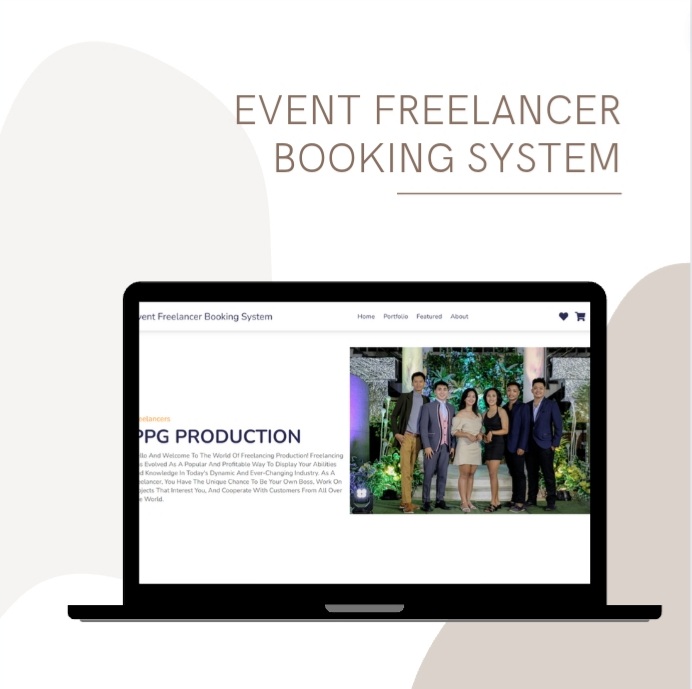 EVENT FREELANCER
BOOKING SYSTEM
vent Freelancer Booking System
Home Portfolio Featured About
elancers
PPG PRODUCTION
llo And Welcome To The World Of Freelancing Production! Freelancing
s Evolved As A Popular And Profitable Way To Display Your Abilities
d Knowledge In Today's Dynamic And Ever-Changing Industry. As A
elancer, You Have The Unique Chance To Be Your Own Boss, Work On
jects That Interest You, And Cooperate With Customers From All Over
e World.